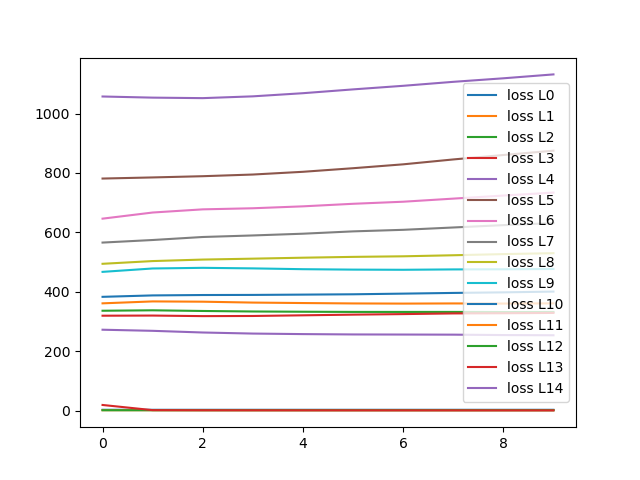 1000
800
600
400
200
0
0
2
4
6
8
loss L0
loss L1
loss L2
loss L3
loss L4
loss L5
loss L6
loss L7
loss L8
loss L9
loss L10
loss L11
loss L12
loss L13
loss L14